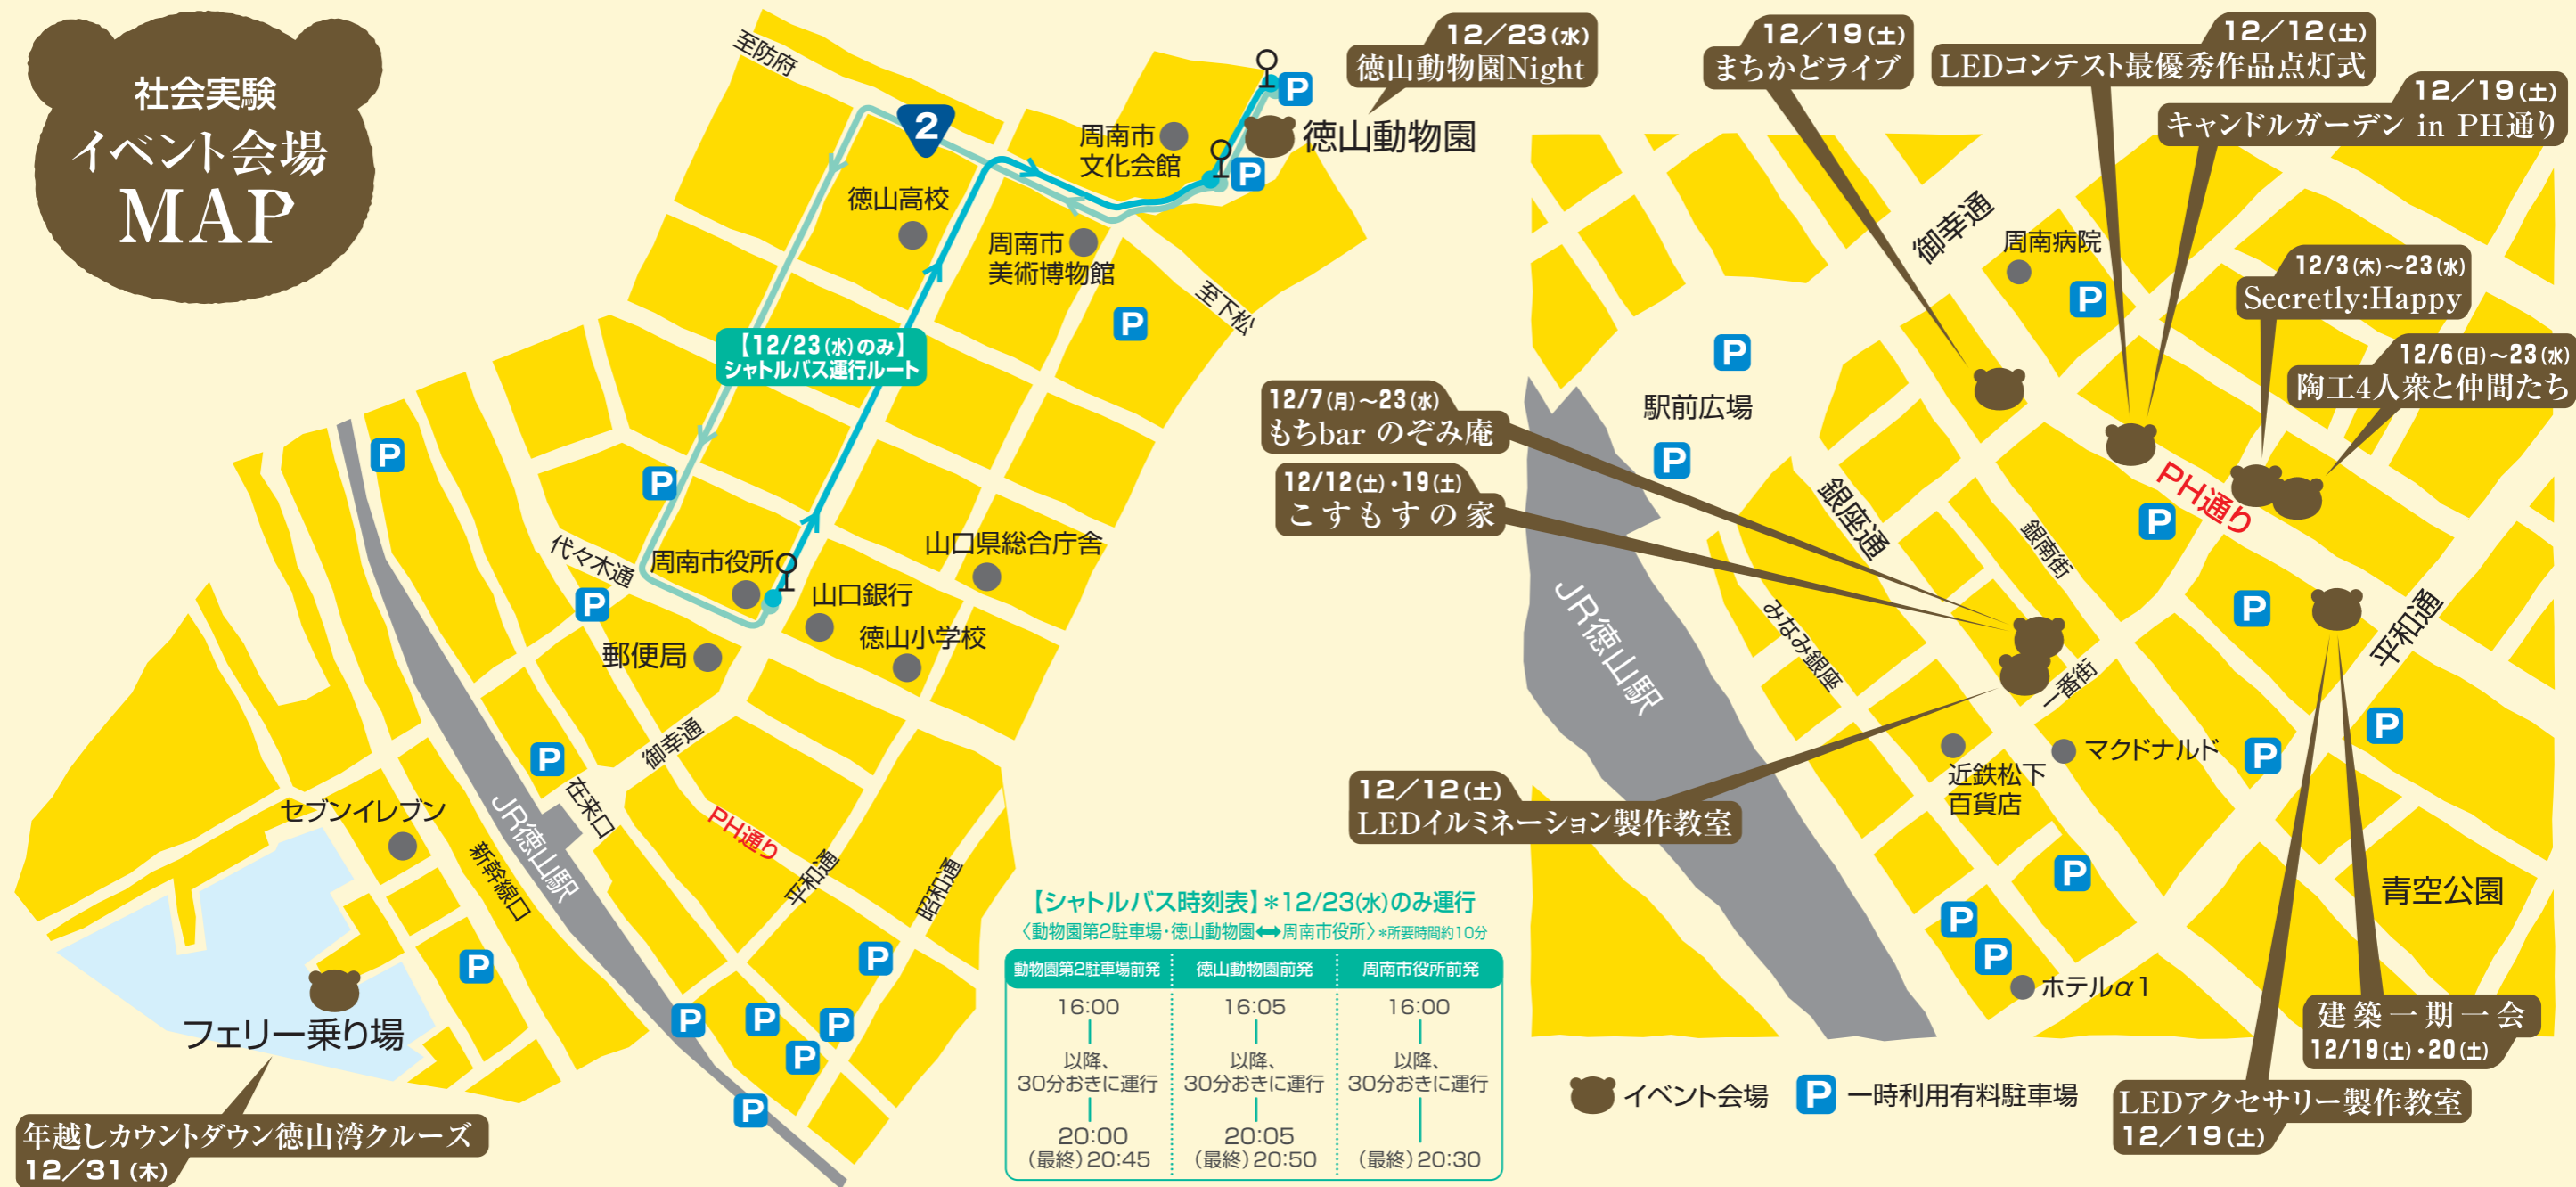 社会実験
イベント会場
MAP
至防府
2
12／23(水)
徳山動物園Night
P
徳山動物園
周南市
文化会館
P
徳山高校
周南市
美術博物館
至下松
P
【12/23(水)のみ】
シャトルバス運行ルート
P
P
代々木通
周南市役所
P
山口県総合庁舎
山口銀行
徳山小学校
郵便局
御幸通
P
在来口
セブンイレブン
JR徳山駅
新幹線口
PH通り
平和通
昭和通
P
P
P
P
P
P
P
フェリー乗り場
年越しカウントダウン徳山湾クルーズ
12／31(木)
【シャトルバス時刻表】＊12/23(水)のみ運行
〈動物園第2駐車場・徳山動物園⬌周南市役所〉＊所要時間約10分
動物園第2駐車場前発 徳山動物園前発 周南市役所前発
16:00 16:05 16:00
以降、 以降、 以降、
30分おきに運行 30分おきに運行 30分おきに運行
20:00 20:05
(最終)20:45 (最終)20:50 (最終)20:30
12／19(土)
まちかどライブ
12／12(土)
LEDコンテスト最優秀作品点灯式
12／19(土)
キャンドルガーデン in PH通り
御幸通
周南病院
P
12/3(木)～23(水)
Secretly:Happy
12/6(日)～23(水)
陶工4人衆と仲間たち
P
駅前広場
P
12/7(月)～23(水)
もちbar のぞみ庵
12/12(土)・19(土)
こすもすの家
銀座通
銀南街
PH通り
P
P
平和通
JR徳山駅
みなみ銀座
一番街
P
P
マクドナルド
近鉄松下
百貨店
12／12(土)
LEDイルミネーション製作教室
P
P
P
青空公園
ホテルα1
建築一期一会
12/19(土)・20(土)
LEDアクセサリー製作教室
12／19(土)
イベント会場
P 一時利用有料駐車場